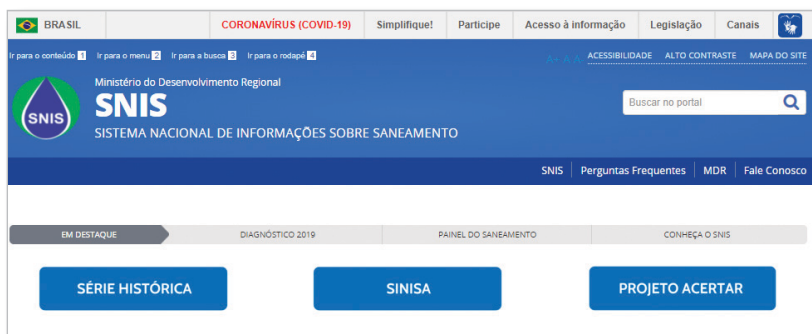 BRASIL CORONAVÍRUS (COVID-19) Simplifique! Participe Acesso à informação Legislação Canais
Ir para o conteúdo 1 Ir para o menu 2 Ir para a busca 3 Ir para o rodapé 4 A+ A A- ACESSIBILIDADE ALTO CONTRASTE MAPA DO SITE
Ministério do Desenvolvimento Regional
SNIS
SNIS
SISTEMA NACIONAL DE INFORMAÇÕES SOBRE SANEAMENTO
Buscar no portal
SNIS Perguntas Frequentes MDR Fale Conosco
EM DESTAQUE DIAGNÓSTICO 2019 PAINEL DO SANEAMENTO CONHEÇA O SNIS
SÉRIE HISTÓRICA SINISA PROJETO ACERTAR